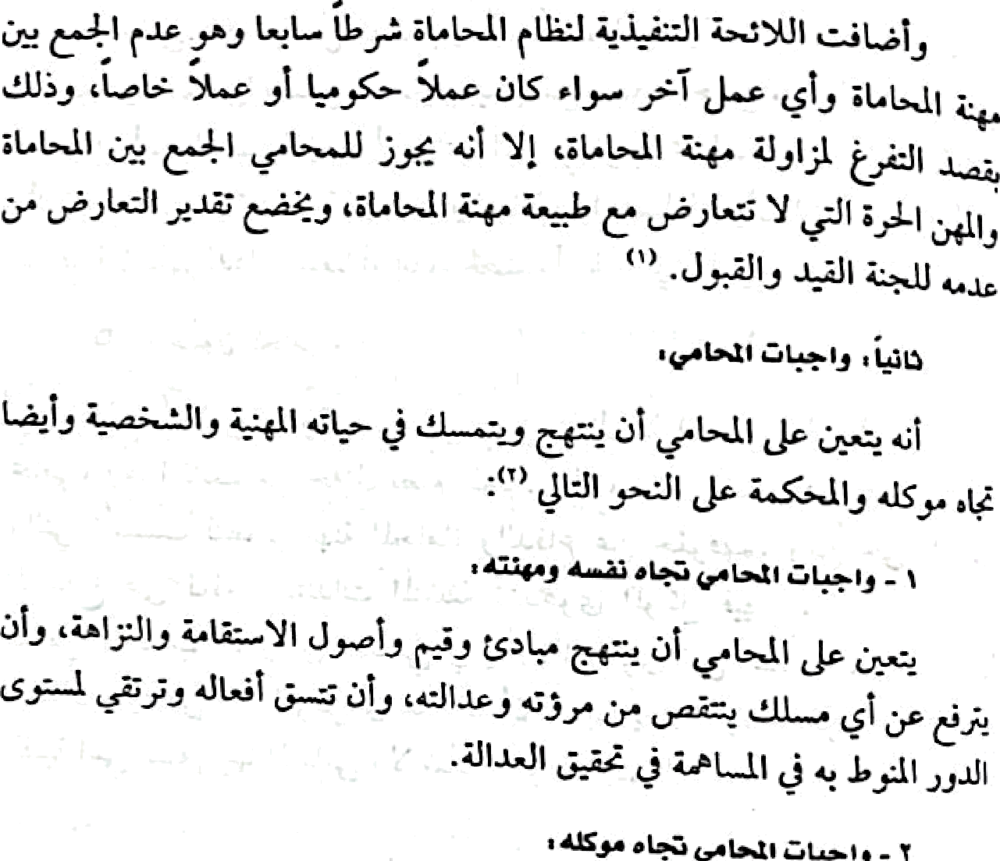 وأضافت اللائحة التنفيذية لنظام المحاماة شرطاً سابعا وهو عدم الجمع بين
مهنة المحاماة وأي عمل آخر سواء كان عملاً حكوميا أو عملاً خاصاً، وذلك
بقصد التفرغ لمزاولة مهنة المحاماة، إلا أنه يجوز للمحامي الجمع بين المحاماة
والمهن الحرة التي لا تتعارض مع طبيعة مهنة المحاماة، ويخضع تقدير التعارض من
عدمه للجنة القيد والقبول. (١)
ثانياً: واجبات المحامي:
أنه يتعين على المحامي أن ينتهج ويتمسك في حياته المهنية والشخصية وأيضا
تجاه موكله والمحكمة على النحو التالي (٢):
١ - واجبات المحامي تجاه نفسه ومهنته:
يتعين على المحامي أن ينتهج مبادئ وقيم وأصول الاستقامة والنزاهة، وأن
يترفع عن أي مسلك ينتقص من مرؤته وعدالته، وأن تتسق أفعاله وترتقي لمستوى
الدور المنوط به في المساهمة في تحقيق العدالة.
٢ - واجبات المحامي تجاه موكله: